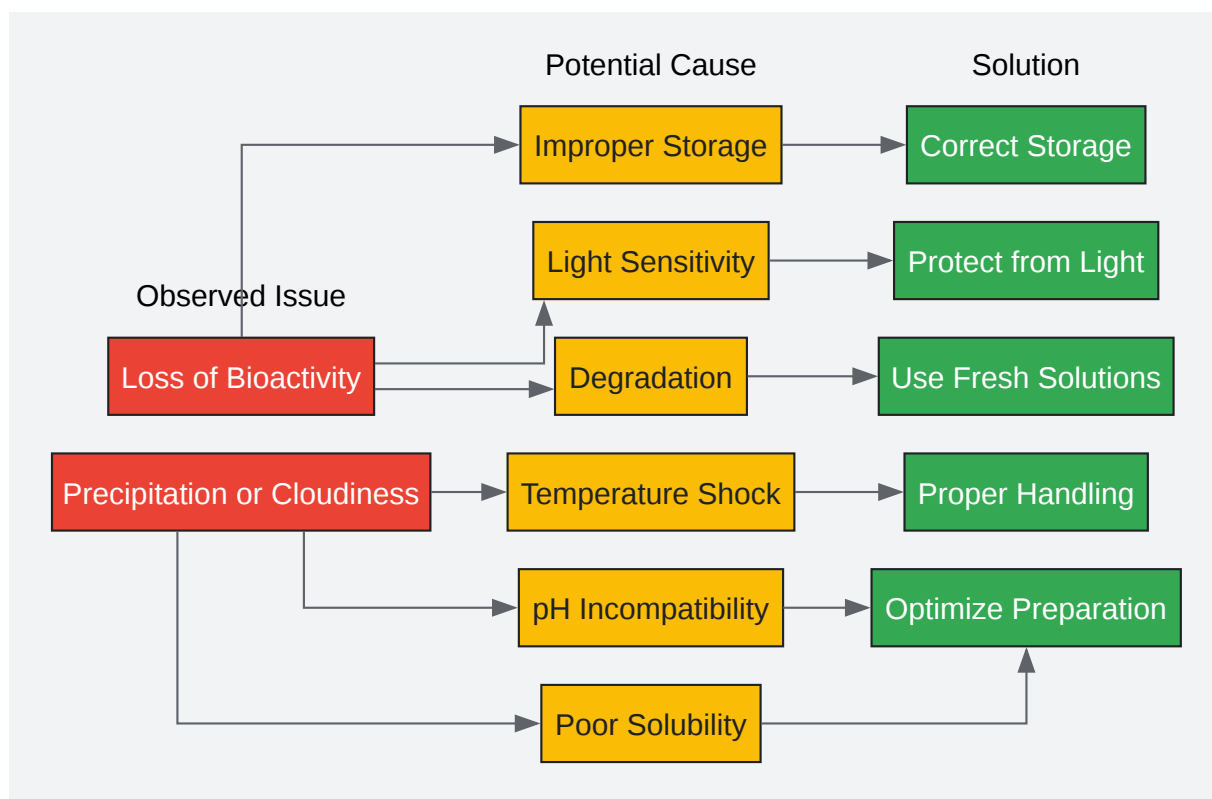 Potential Cause
Solution
Improper Storage
Correct Storage
Light Sensitivity
Protect from Light
Observed Issue
Loss of Bioactivity
Degradation
Use Fresh Solutions
Precipitation or Cloudiness
Temperature Shock
Proper Handling
pH Incompatibility
Optimize Preparation
Poor Solubility